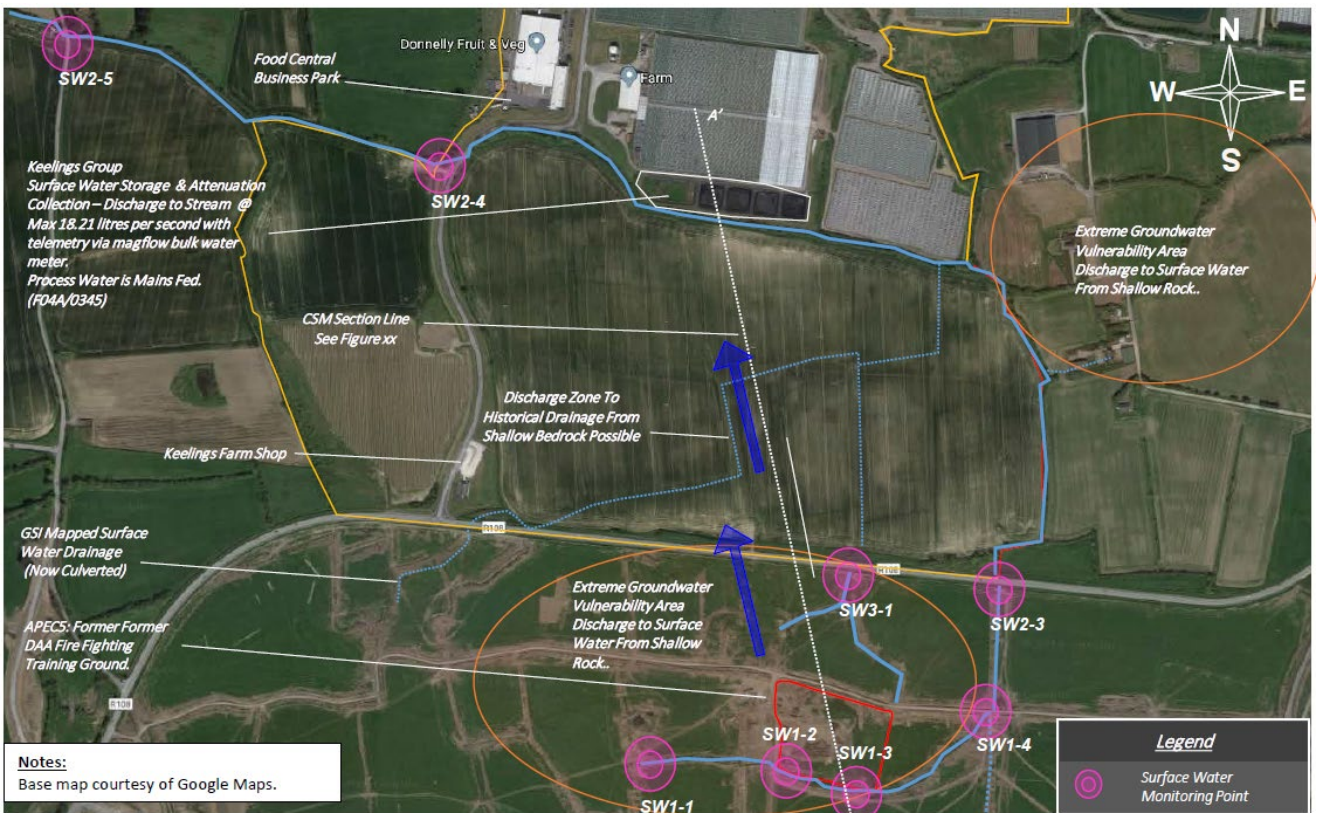 N
W E
S
SW2-5
Food Central
Business Park
Donnelly Fruit & Veg
Farm
A'
Keelings Group
Surface Water Storage & Attenuation
Collection – Discharge to Stream @
Max 18.21 litres per second with
telemetry via magflow bulk water
meter.
Process Water is Mains Fed.
(F04A/0345)
SW2-4
Extreme Groundwater
Vulnerability Area
Discharge to Surface Water
From Shallow Rock..
CSM Section Line
See Figure xx
Discharge Zone To
Historical Drainage From
Shallow Bedrock Possible
Keelings Farm Shop
R108
GSI Mapped Surface
Water Drainage
(Now Culverted)
R108
SW3-1
SW2-3
Extreme Groundwater
Vulnerability Area
Discharge to Surface
Water From Shallow
Rock..
APEC5: Former Former
DAA Fire Fighting
Training Ground.
R108
SW1-2
SW1-3
SW1-4
SW1-1
Notes:
Base map courtesy of Google Maps.
Legend
Surface Water
Monitoring Point